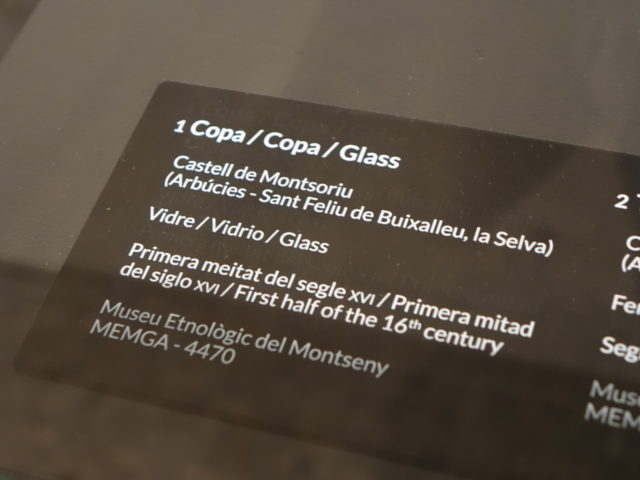 1 Copa / Copa / Glass
Castell de Montsoriu
(Arbúcies - Sant Feliu de Buixalleu, la Selva)
Vidre / Vidrio / Glass
Primera meitat del segle XVI / Primera mitad
del siglo XVI / First half of the 16th century
Museu Etnològic del Montseny
MEMGA - 4470
2